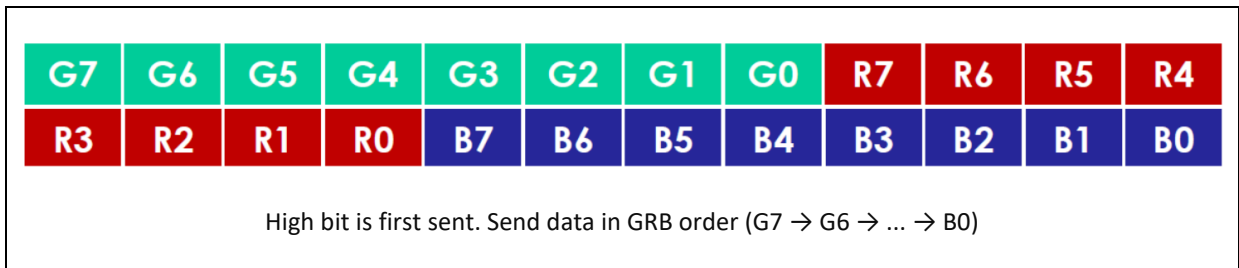 G7 G6 G5 G4 G3 G2 G1 G0 R7 R6 R5 R4
R3 R2 R1 R0 B7 B6 B5 B4 B3 B2 B1 B0
High bit is first sent. Send data in GRB order (G7 → G6 → ... → B0)